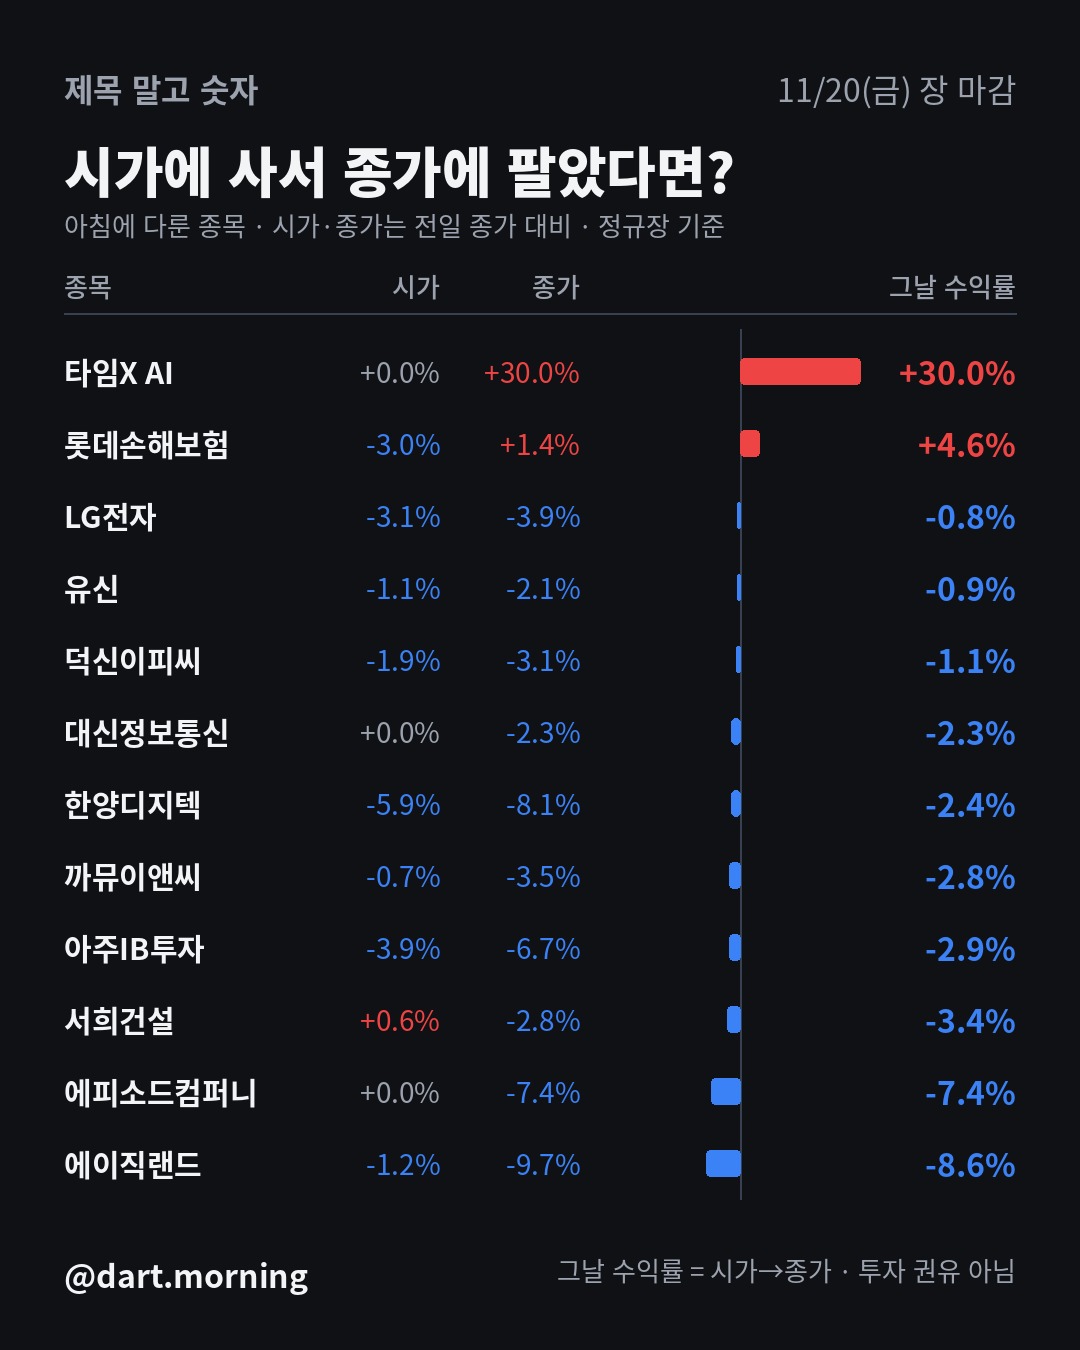 제목 말고 숫자 11/20(금) 장 마감
시가에 사서 종가에 팔았다면?
아침에 다룬 종목 · 시가·종가는 전일 종가 대비 · 정규장 기준
종목 시가 종가 그날 수익률
타임X AI +0.0% +30.0% +30.0%
롯데손해보험 -3.0% +1.4% +4.6%
LG전자 -3.1% -3.9% -0.8%
유신 -1.1% -2.1% -0.9%
덕신이피씨 -1.9% -3.1% -1.1%
대신정보통신 +0.0% -2.3% -2.3%
한양디지텍 -5.9% -8.1% -2.4%
까뮤이앤씨 -0.7% -3.5% -2.8%
아주IB투자 -3.9% -6.7% -2.9%
서희건설 +0.6% -2.8% -3.4%
에피소드컴퍼니 +0.0% -7.4% -7.4%
에이직랜드 -1.2% -9.7% -8.6%
@dart.morning 그날 수익률 = 시가→종가 · 투자 권유 아님